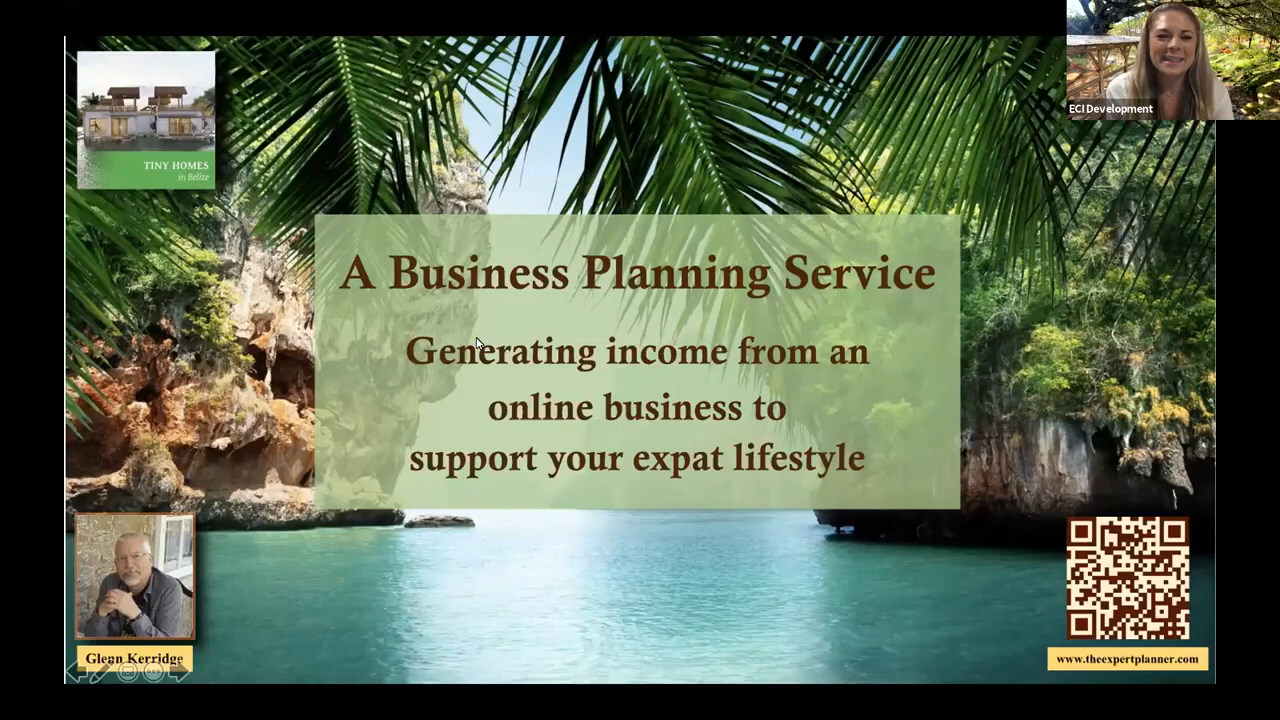 ECI Development
TINY HOMES
in Belize
A Business Planning Service
Generating income from an
online business to
support your expat lifestyle
Glenn Kerridge
www.theexpertplanner.com